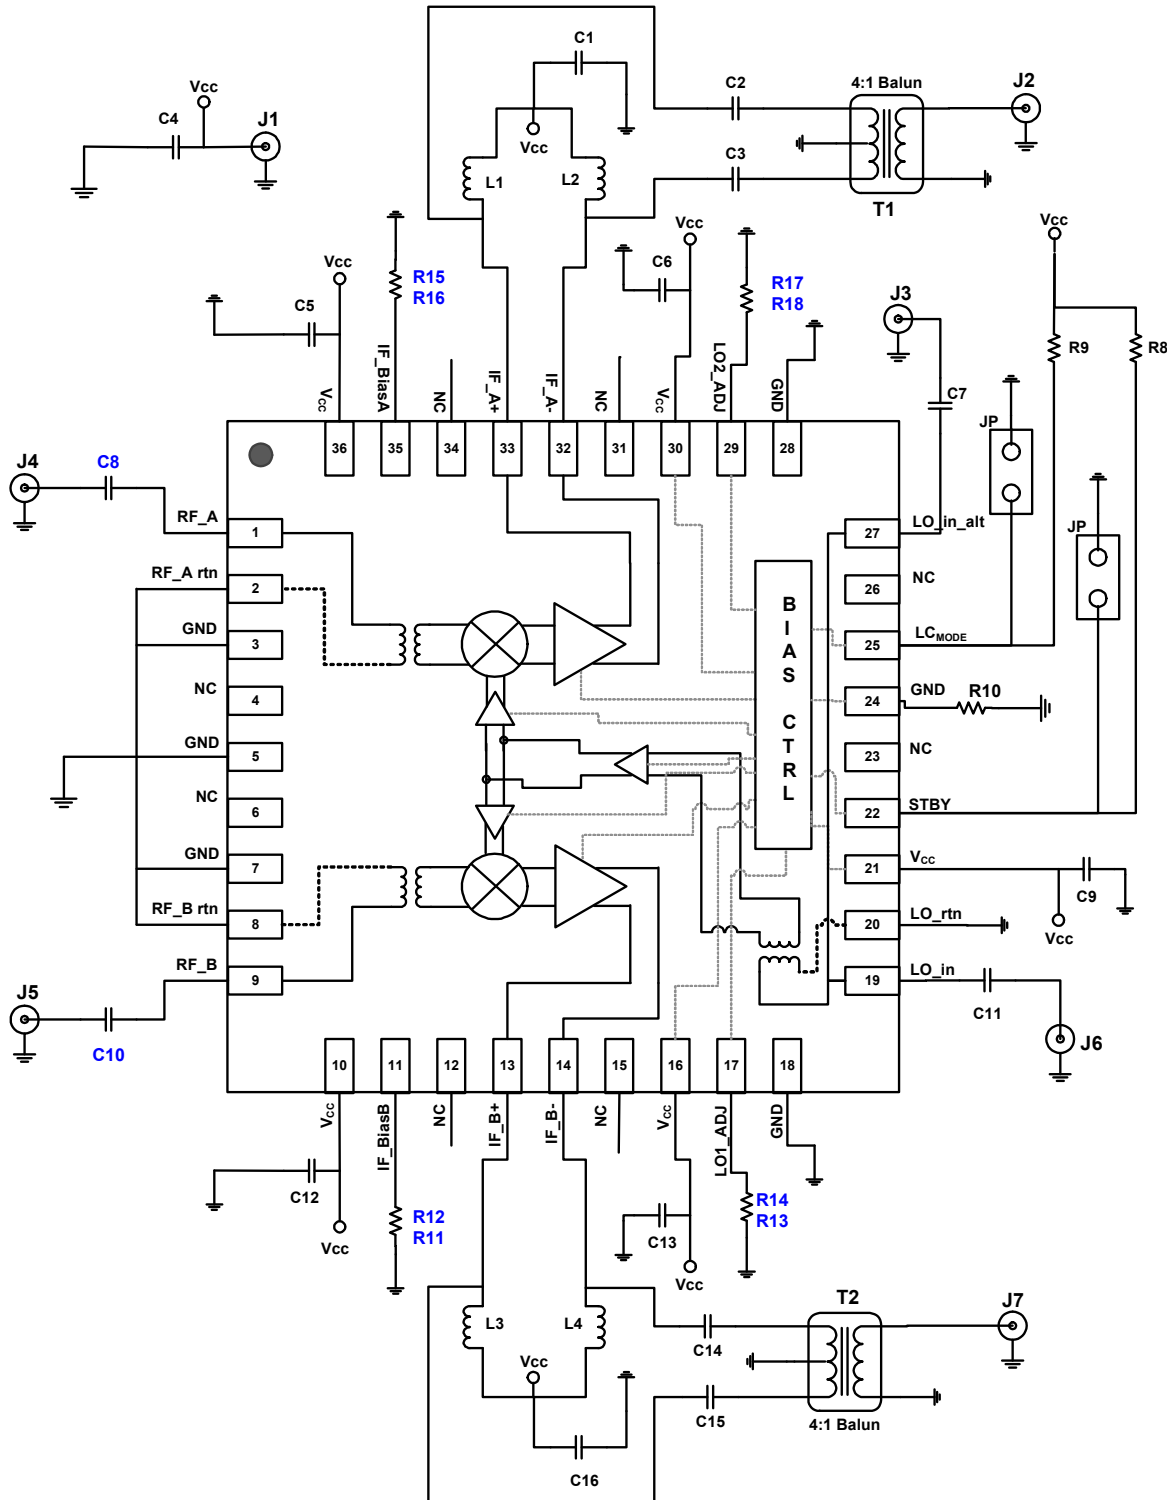 C1
4:1 Balun
C2
J2
Vcc
C4
J1
Vcc
C3
L1
L2
T1
Vcc
Vcc
Vcc
C6
R15
R16
R17
R18
J3
C5
R9
R8
C7
VCC
IF_BiasA
NC
IF_A+
IF_A-
NC
VCC
LO2_ADJ
GND
JP
36
35
34
33
32
31
30
29
28
J4
C8
RF_A
1
27
LO_in_alt
JP
RF_A rtn
2
26
NC
GND
3
BIAS CTRL
25
LCMODE
NC
4
24
GND
R10
GND
5
23
NC
NC
6
22
STBY
GND
7
21
VCC
C9
RF_B rtn
8
20
LO_rtn
Vcc
RF_B
9
19
LO_in
J5
C10
C11
J6
10
11
12
13
14
15
16
17
18
VCC
IF_BiasB
NC
IF_B+
IF_B-
NC
VCC
LO1_ADJ
GND
C12
R12
R11
R14
R13
Vcc
C13
Vcc
T2
J7
L3
L4
C14
Vcc
C15
4:1 Balun
C16